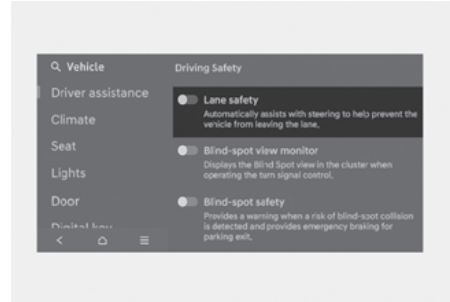 Vehicle
Driving Safety
Driver assistance
Climate
Seat
Lights
Door
Digital key
Lane safety
Automatically assists with steering to help prevent the
vehicle from leaving the lane.
Blind-spot view monitor
Displays the Blind Spot view in the cluster when
operating the turn signal control.
Blind-spot safety
Provides a warning when a risk of blind-spot collision
is detected and provides emergency braking for
parking exit.